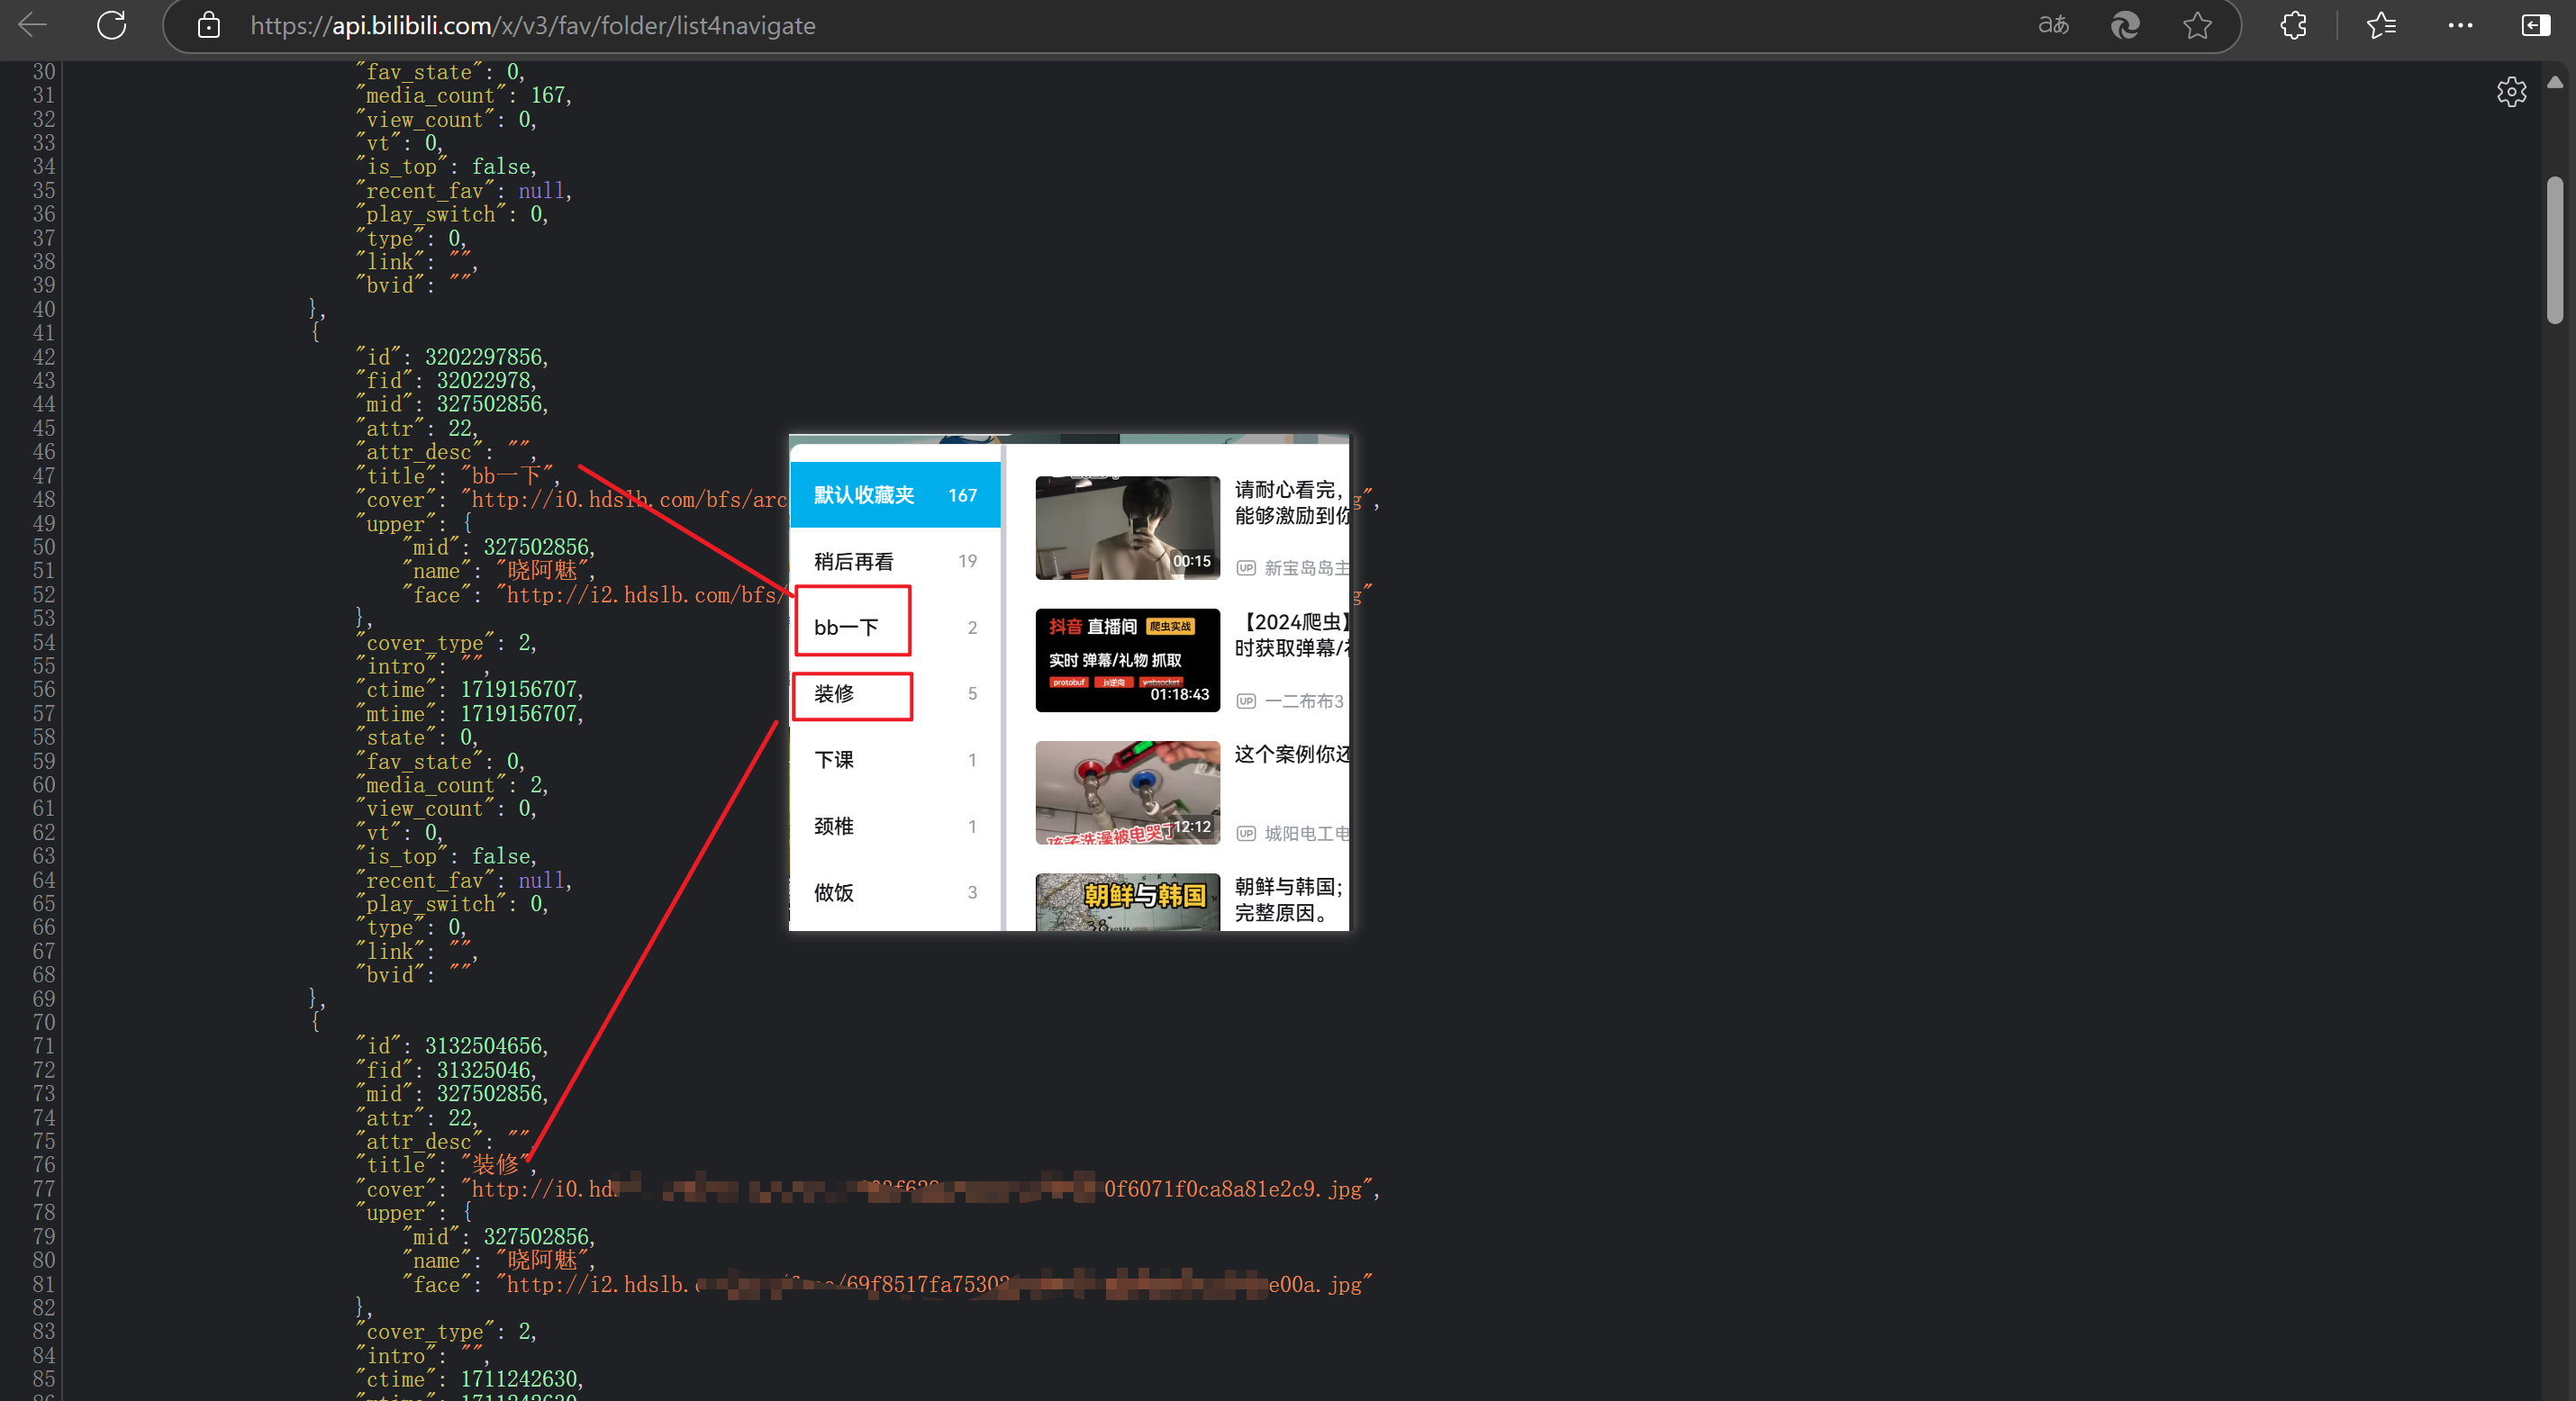 https://api.bilibili.com/x/v3/fav/folder/list4navigate
30 "fav_state": 0,
31 "media_count": 167,
32 "view_count": 0,
33 "vt": 0,
34 "is_top": false,
35 "recent_fav": null,
36 "play_switch": 0,
37 "type": 0,
38 "link": "",
39 "bvid": ""
40 },
41 {
42 "id": 3202297856,
43 "fid": 32022978,
44 "mid": 327502856,
45 "attr": 22,
46 "attr_desc": "",
47 "title": "bb一下",
48 "cover": "http://i0.hdslb.com/bfs/arc g",
49 "upper": {
50 "mid": 327502856,
51 "name": "晓阿魅",
52 "face": "http://i2.hdslb.com/bfs/ g"
53 },
54 "cover_type": 2,
55 "intro": "",
56 "ctime": 1719156707,
57 "mtime": 1719156707,
58 "state": 0,
59 "fav_state": 0,
60 "media_count": 2,
61 "view_count": 0,
62 "vt": 0,
63 "is_top": false,
64 "recent_fav": null,
65 "play_switch": 0,
66 "type": 0,
67 "link": "",
68 "bvid": ""
69 },
70 {
71 "id": 3132504656,
72 "fid": 31325046,
73 "mid": 327502856,
74 "attr": 22,
75 "attr_desc": "",
76 "title": "装修",
77 "cover": "http://i0.hd 0f6071f0ca8a81e2c9.jpg",
78 "upper": {
79 "mid": 327502856,
80 "name": "晓阿魅",
81 "face": "http://i2.hdslb. /69f8517fa7530 e00a.jpg"
82 },
83 "cover_type": 2,
84 "intro": "",
85 "ctime": 1711242630,
默认收藏夹 167
稍后再看 19
bb一下 2
装修 5
下课 1
颈椎 1
做饭 3
00:15
请耐心看完，
能够激励到你
UP 新宝岛岛主
抖音 直播间 爬虫实战
实时 弹幕/礼物 抓取
protobuf js逆向 websocket
01:18:43
【2024爬虫】
时获取弹幕/
UP 一二布布3
孩子洗澡被电哭了
12:12
这个案例你还
UP 城阳电工电
朝鲜与韩国
38
朝鲜与韩国；
完整原因。